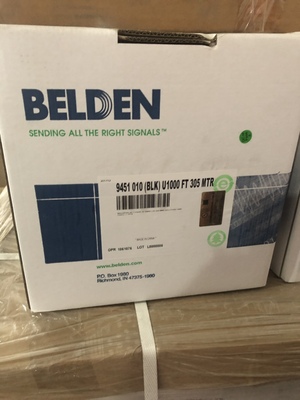 BELDEN
SENDING ALL THE RIGHT SIGNALS™
9451 010 (BLK) U1000 FT 305 MTR
www.belden.com
P.O. Box 1980
Richmond, IN 47375-1980